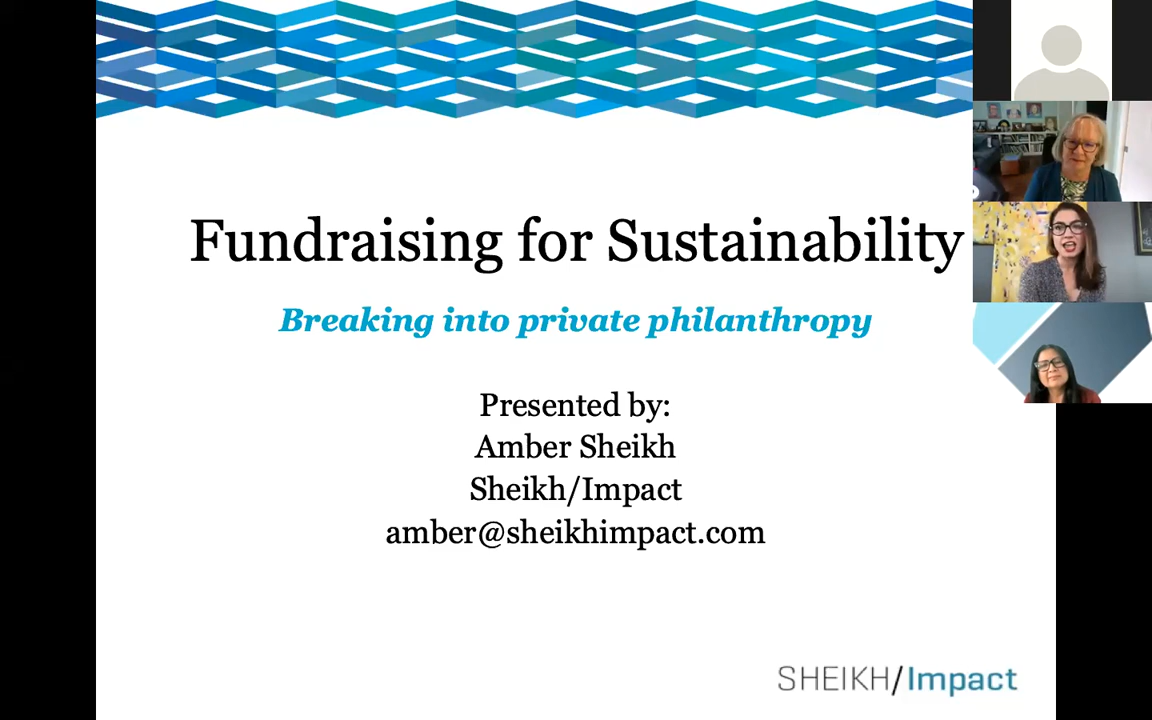 Fundraising for Sustainability
Breaking into private philanthropy
Presented by:
Amber Sheikh
Sheikh/Impact
amber@sheikhimpact.com
SHEIKH/Impact